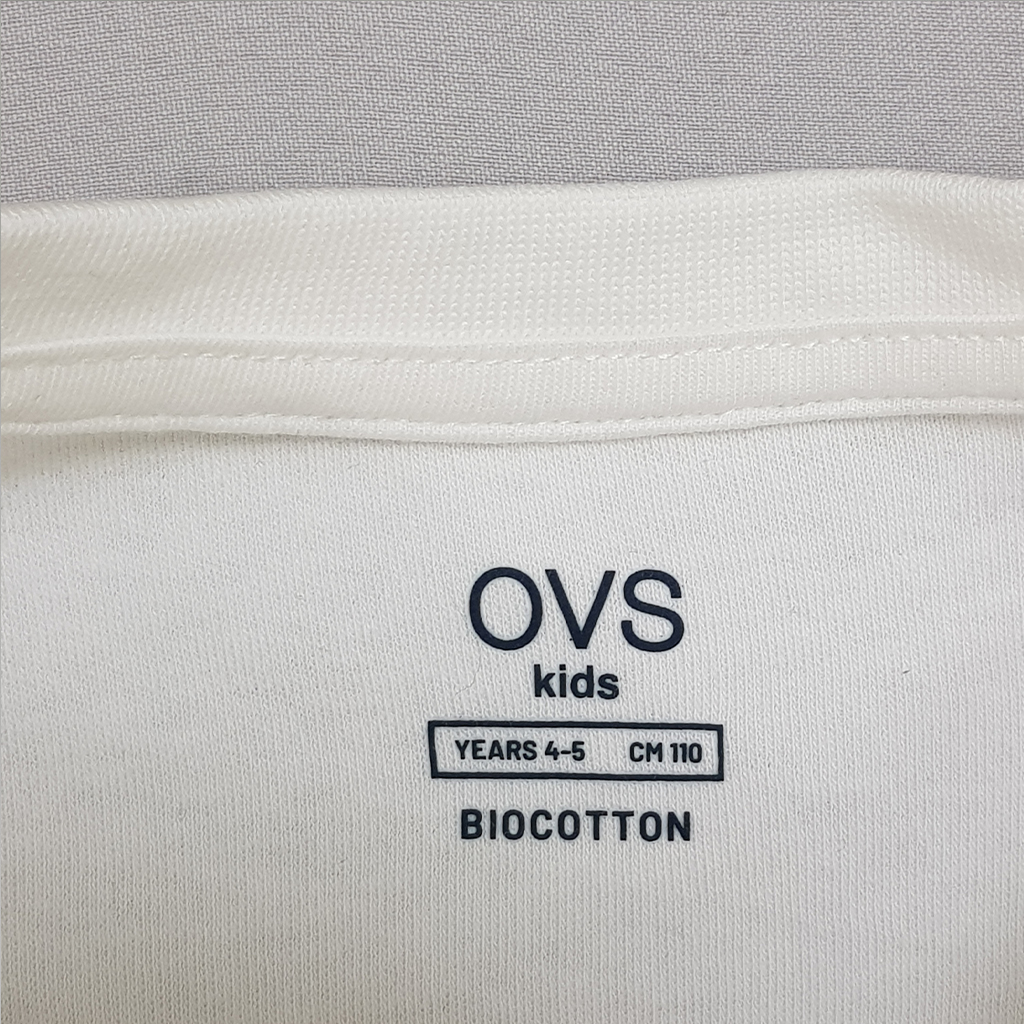 OVS
kids
YEARS 4-5 CM 110
BIOCOTTON